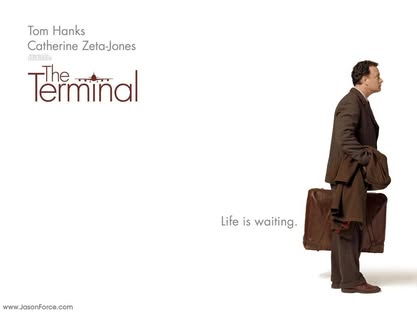 Tom Hanks
Catherine Zeta-Jones
The
Terminal
Life is waiting.
www.JasonForce.com